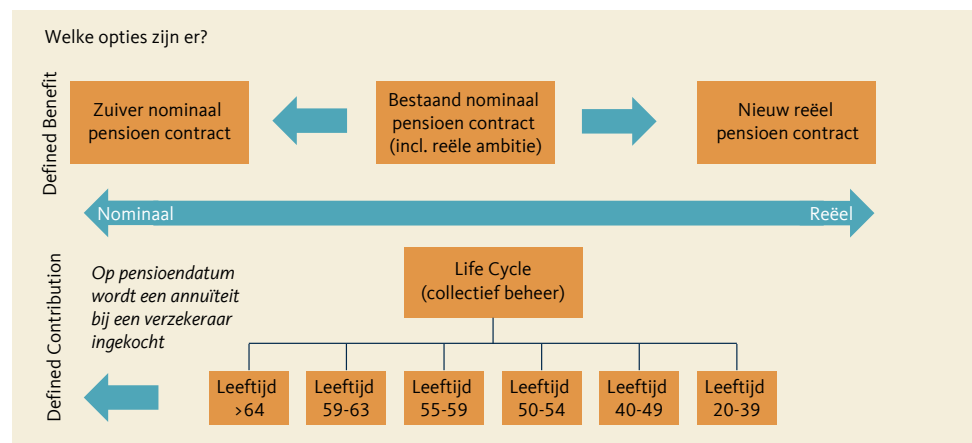 Welke opties zijn er?
Defined Benefit
Zuiver nominaal
pensioen contract
Bestaand nominaal
pensioen contract
(incl. reële ambitie)
Nieuw reëel
pensioen contract
Nominaal
Reëel
Defined Contribution
Op pensioendatum
wordt een annuïteit
bij een verzekeraar
ingekocht
Life Cycle
(collectief beheer)
Leeftijd
>64
Leeftijd
59-63
Leeftijd
55-59
Leeftijd
50-54
Leeftijd
40-49
Leeftijd
20-39